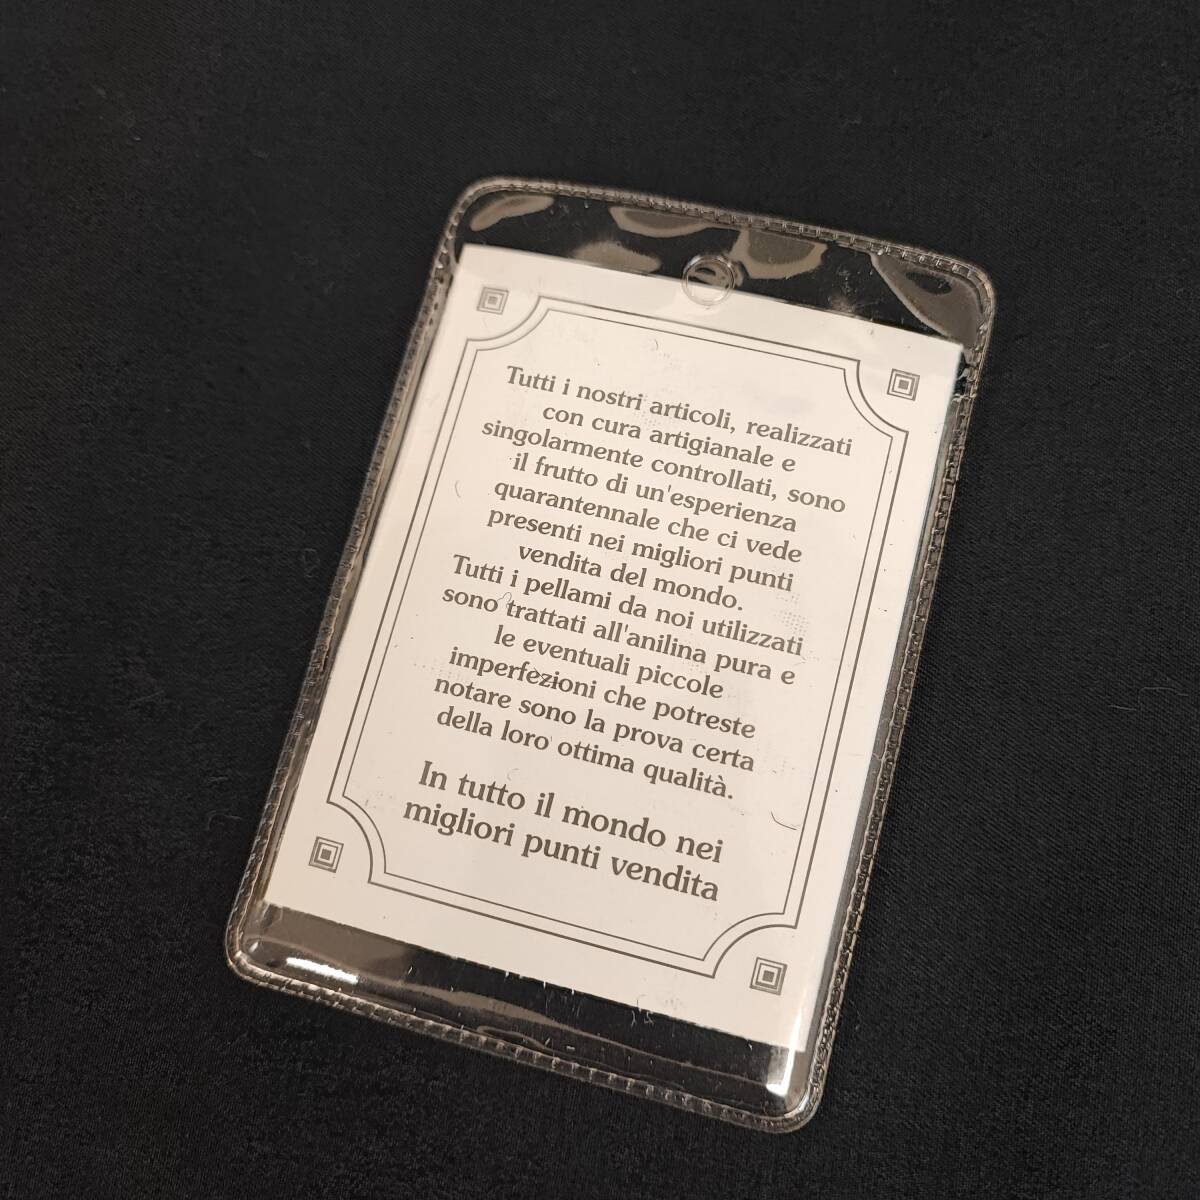 Tutti i nostri articoli, realizzati
con cura artigianale e
singolarmente controllati, sono
il frutto di un'esperienza
quarantennale che ci vede
presenti nei migliori punti
vendita del mondo.
Tutti i pellami da noi utilizzati
sono trattati all'anilina pura e
le eventuali piccole
imperfezioni che potreste
notare sono la prova certa
della loro ottima qualità.
In tutto il mondo nei
migliori punti vendita